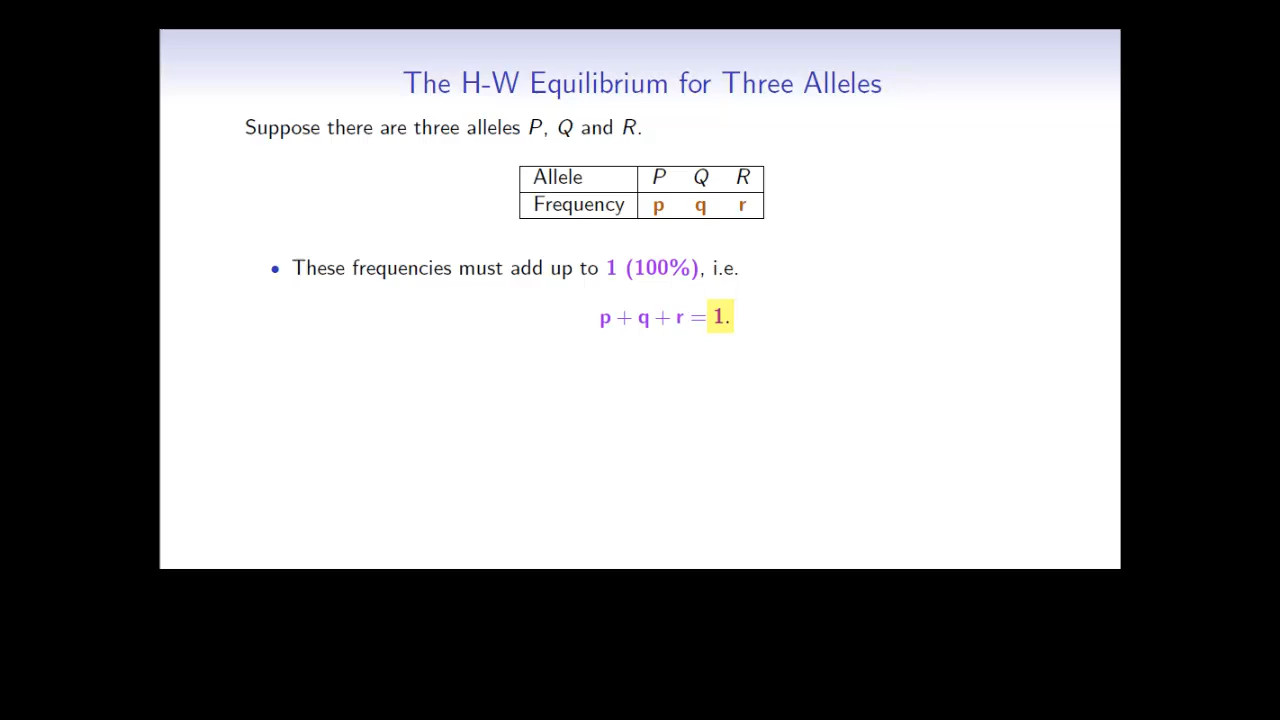 The H-W Equilibrium for Three Alleles
Suppose there are three alleles P, Q and R.
Allele P Q R
Frequency p q r
• These frequencies must add up to 1 (100%), i.e.
p + q + r = 1.